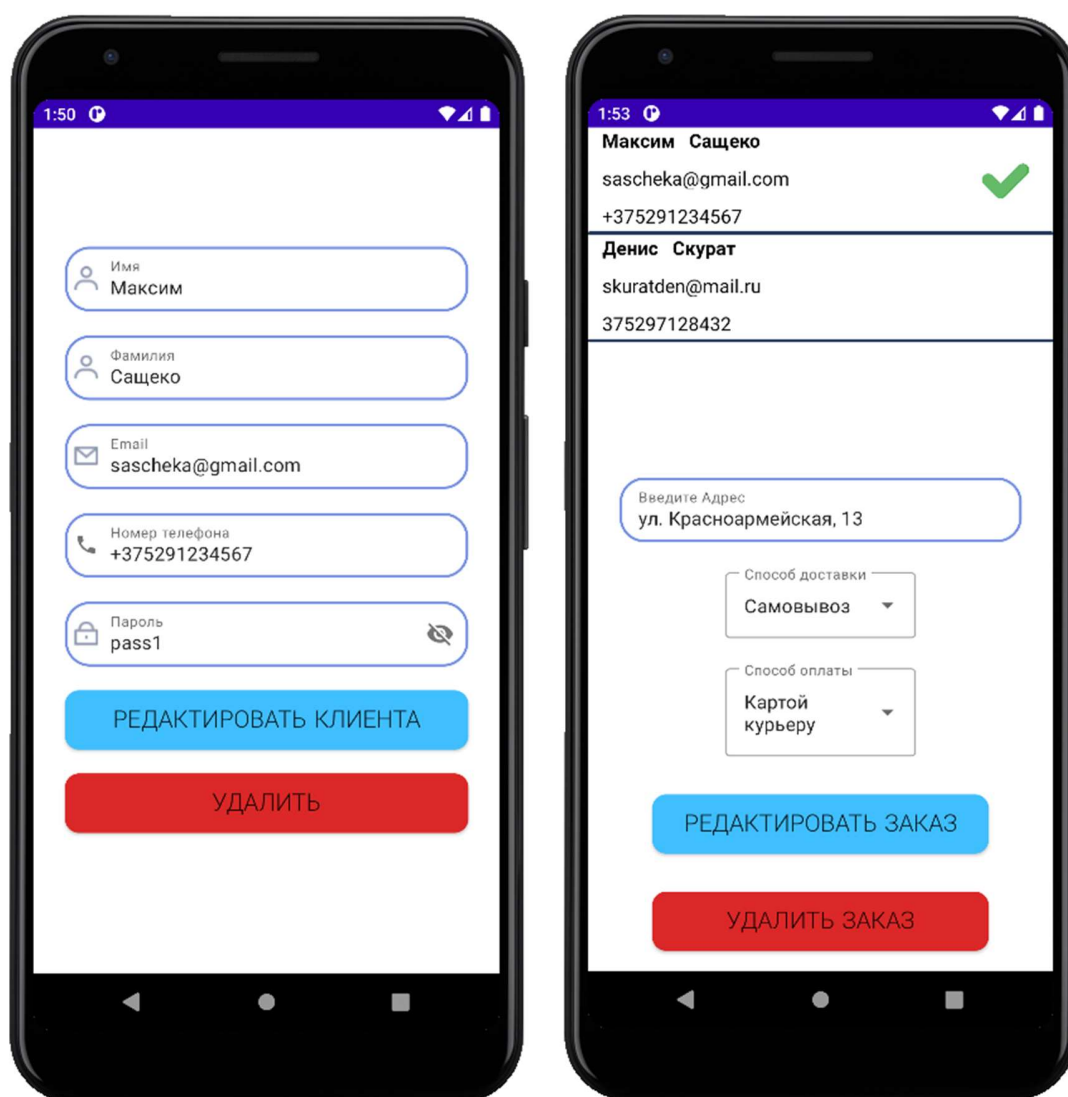 1:50
Имя
Максим
Фамилия
Сащеко
Email
sascheka@gmail.com
Номер телефона
+375291234567
Пароль
pass1
РЕДАКТИРОВАТЬ КЛИЕНТА
УДАЛИТЬ
1:53
Максим Сащеко
sascheka@gmail.com
+375291234567
Денис Скурат
skuratden@mail.ru
375297128432
Введите Адрес
ул. Красноармейская, 13
Способ доставки
Самовывоз
Способ оплаты
Картой
курьеру
РЕДАКТИРОВАТЬ ЗАКАЗ
УДАЛИТЬ ЗАКАЗ